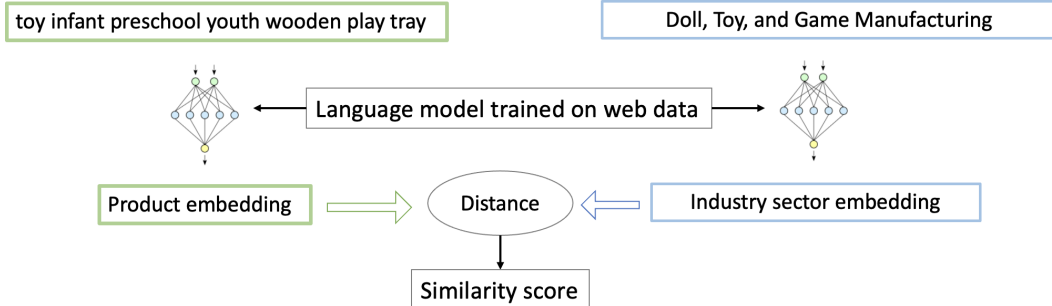 toy infant preschool youth wooden play tray
Doll, Toy, and Game Manufacturing
Language model trained on web data
Product embedding
Distance
Industry sector embedding
Similarity score